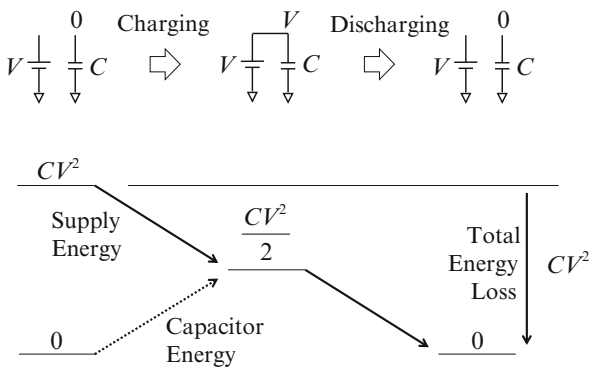 0 Charging V Discharging 0
V C V C V C
CV²
Supply
Energy
CV²
2
Total
Energy
Loss
CV²
0
Capacitor
Energy
0